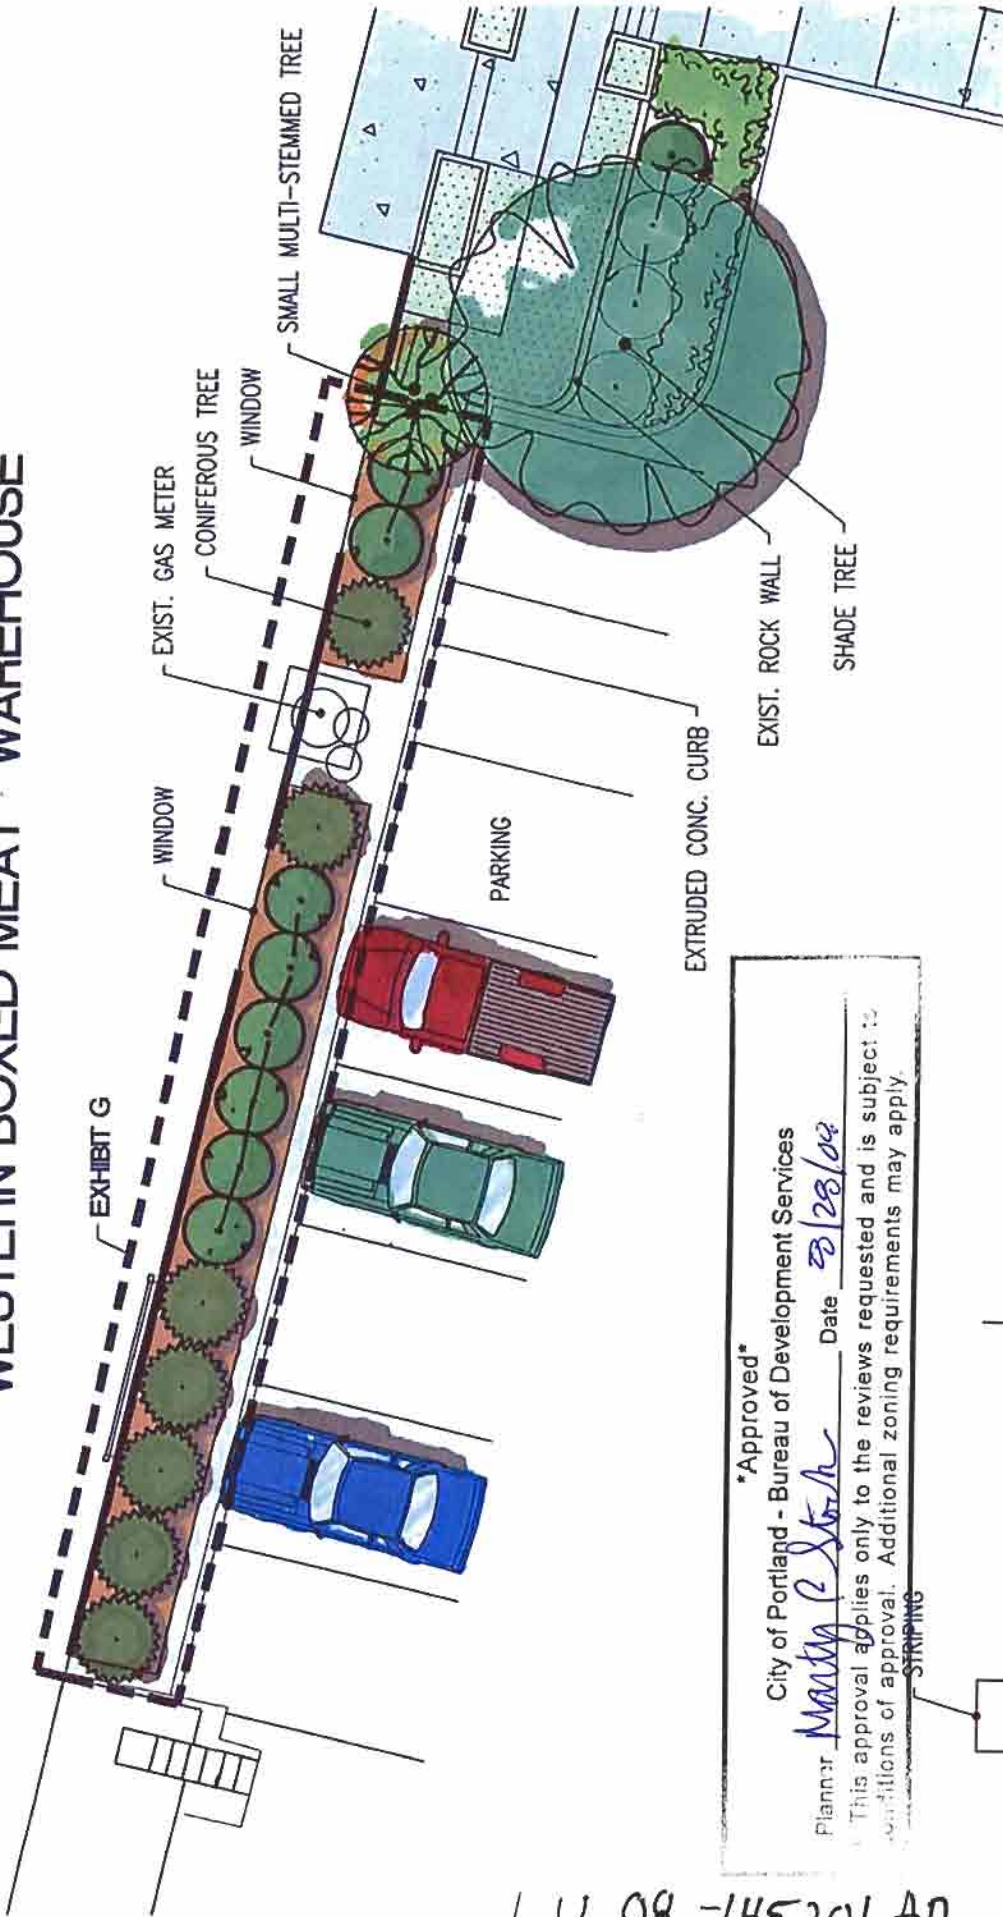 WESTERN BOXED MEAT WAREHOUSE
EXHIBIT G
WINDOW
EXIST. GAS METER
CONIFEROUS TREE
WINDOW
SMALL MULTI-STEMMED TREE
PARKING
EXTRUDED CONC. CURB
EXIST. ROCK WALL
SHADE TREE
*Approved*
City of Portland - Bureau of Development Services
Planner Marty R Stock Date
This approval applies only to the reviews requested and is subject to
conditions of approval. Additional zoning requirements may apply.
STRIPING